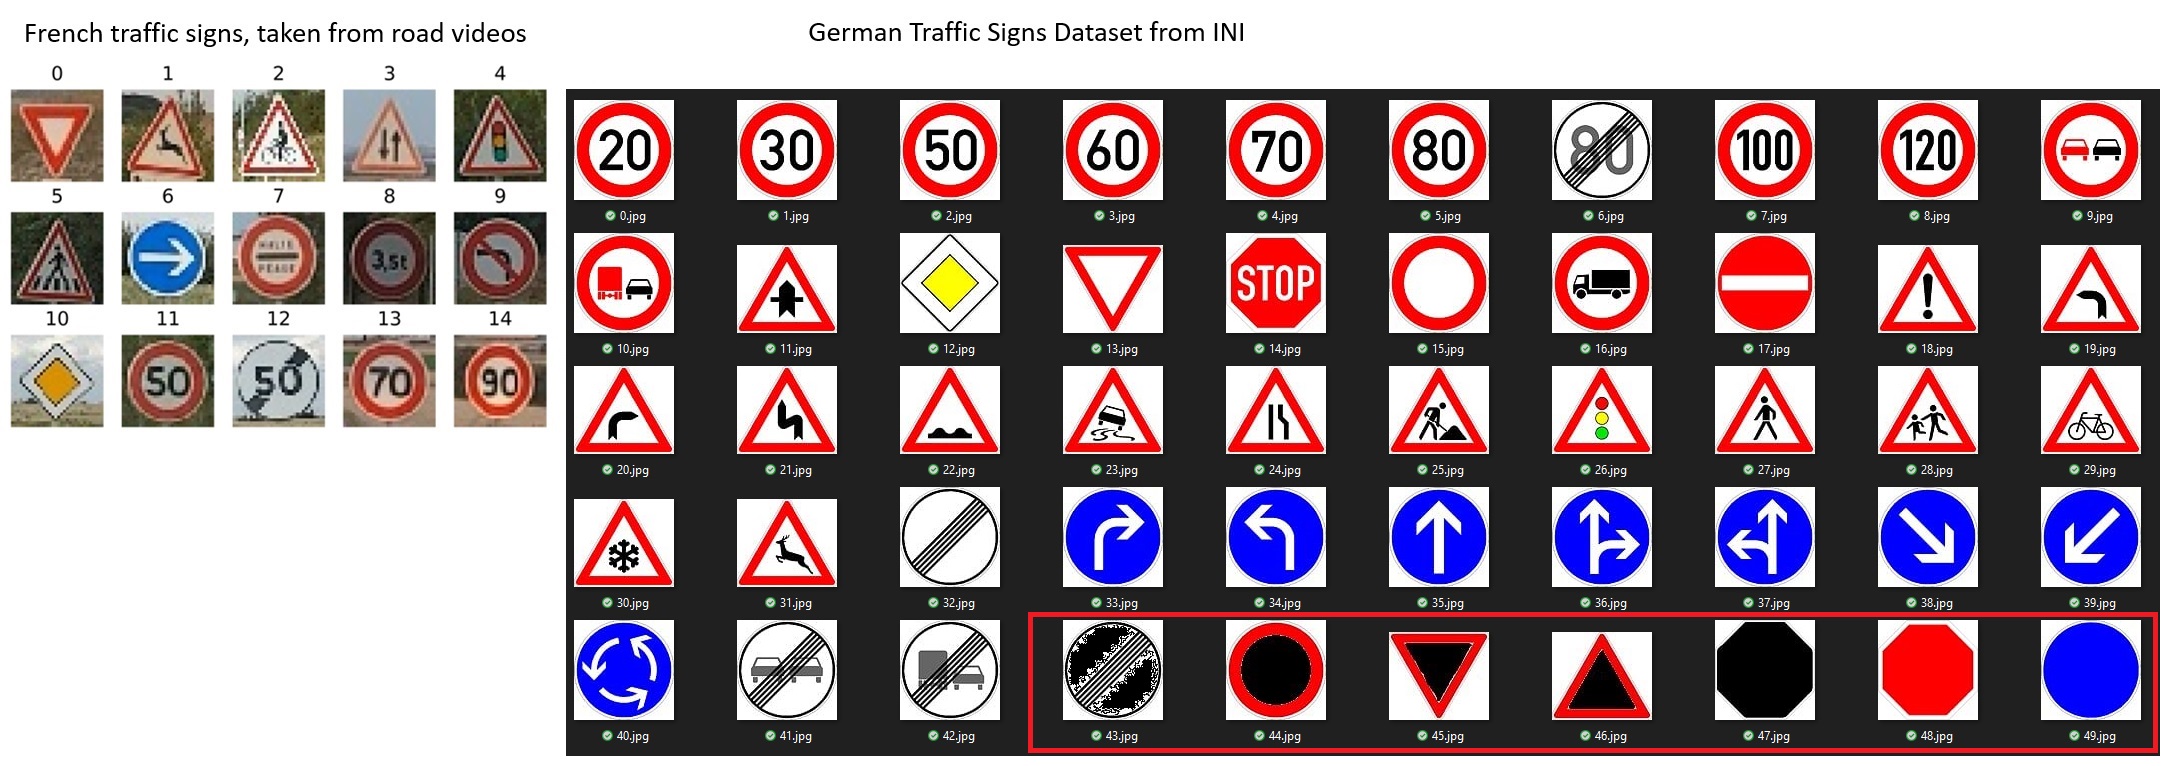 French traffic signs, taken from road videos
German Traffic Signs Dataset from INI
0 1 2 3 4
5 6 7 8 9
HALTE
PEAGE
3,5t
10 11 12 13 14
50 50 70 90
20 30 50 60 70 80 80 100 120
0.jpg 1.jpg 2.jpg 3.jpg 4.jpg 5.jpg 6.jpg 7.jpg 8.jpg 9.jpg
STOP
10.jpg 11.jpg 12.jpg 13.jpg 14.jpg 15.jpg 16.jpg 17.jpg 18.jpg 19.jpg
20.jpg 21.jpg 22.jpg 23.jpg 24.jpg 25.jpg 26.jpg 27.jpg 28.jpg 29.jpg
30.jpg 31.jpg 32.jpg 33.jpg 34.jpg 35.jpg 36.jpg 37.jpg 38.jpg 39.jpg
40.jpg 41.jpg 42.jpg 43.jpg 44.jpg 45.jpg 46.jpg 47.jpg 48.jpg 49.jpg